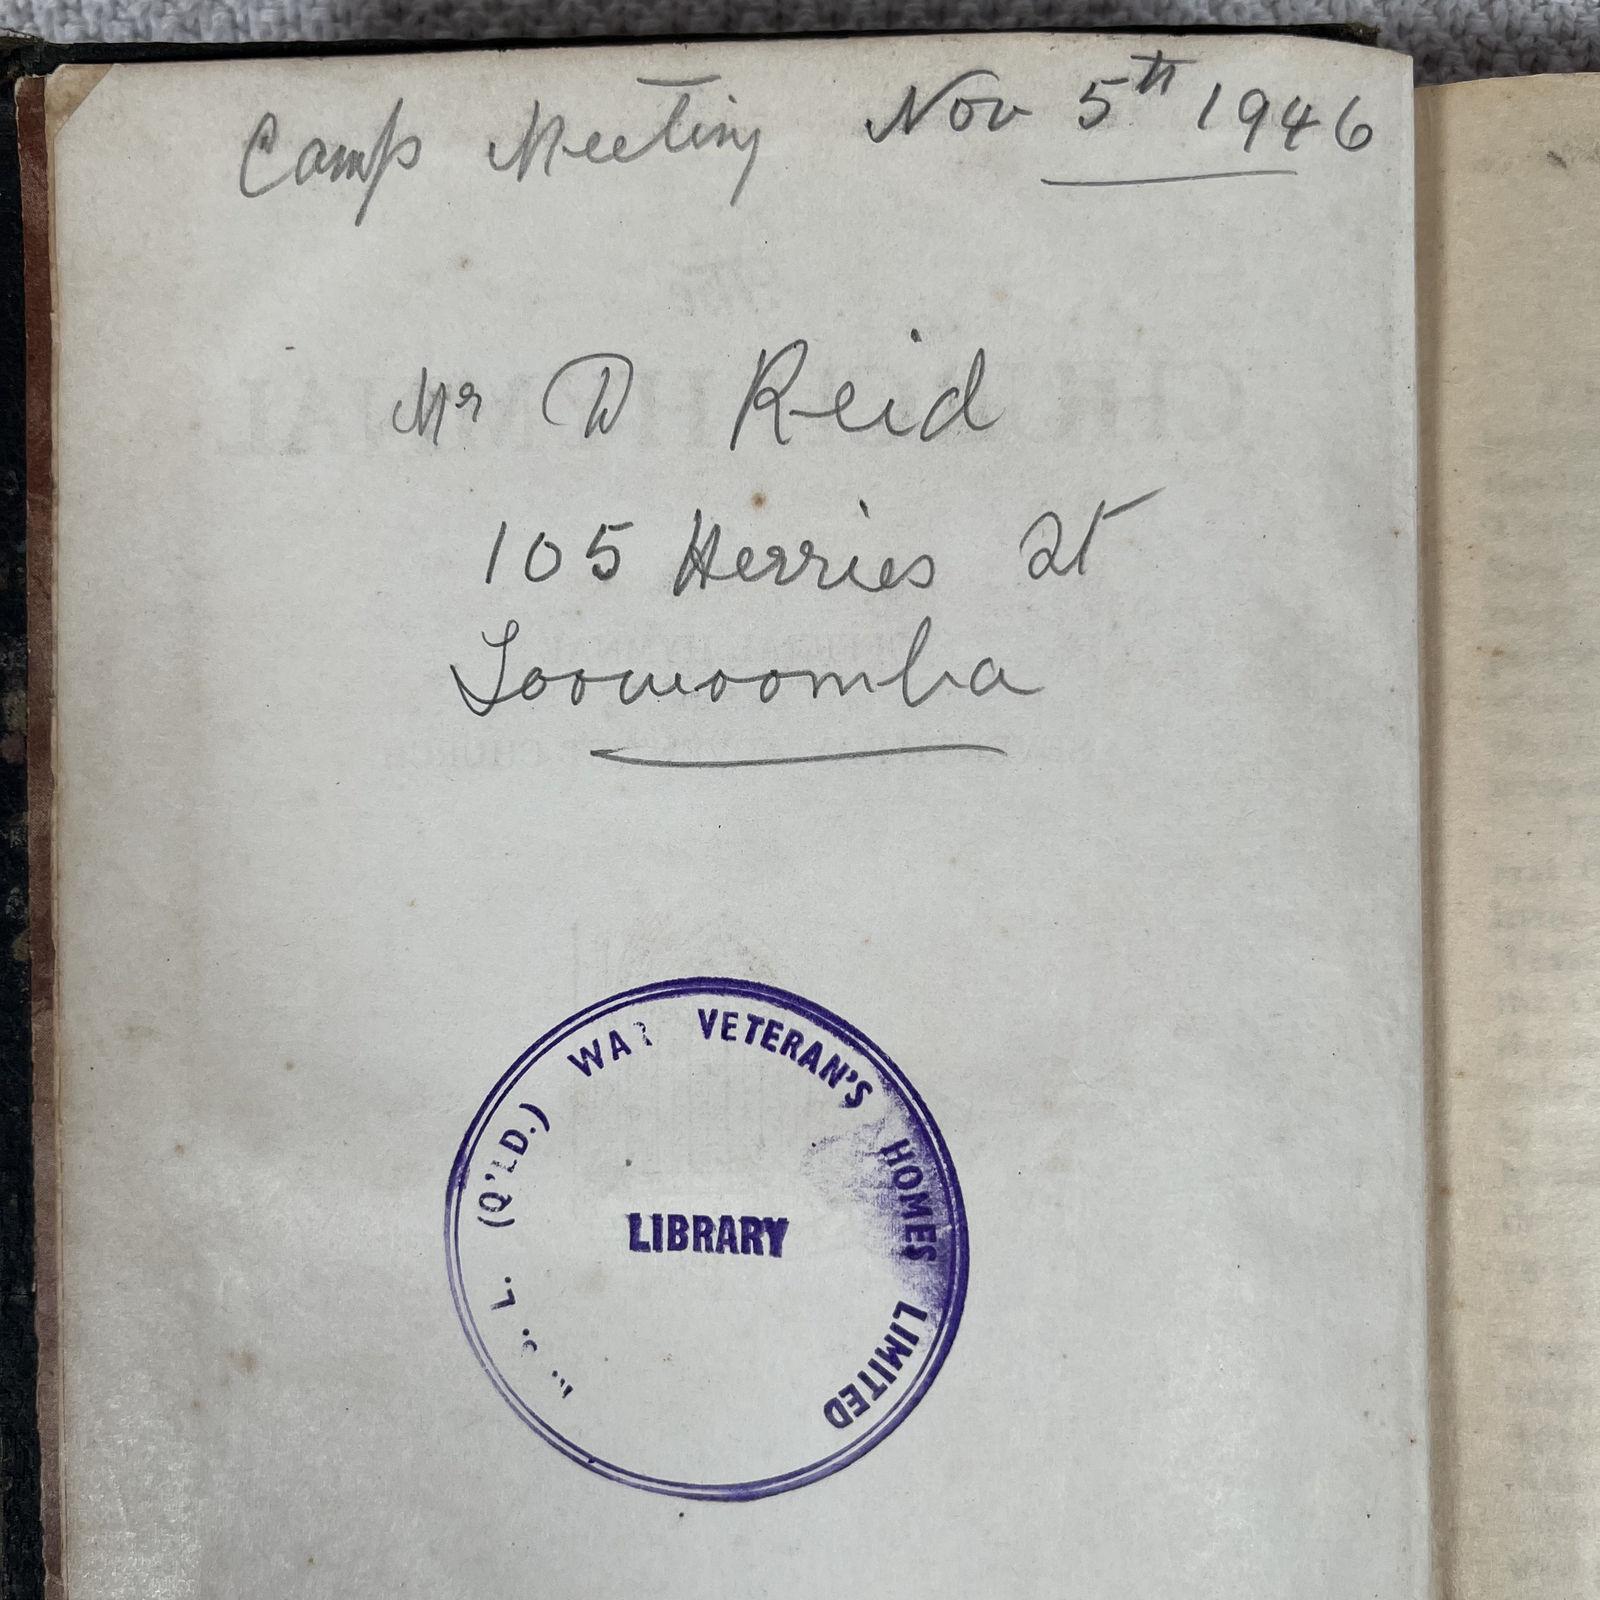 Camp Meeting Nov 5th 1946
Mr D Reid
105 Herries St
Toowoomba
L. (Q'LD.) WAR VETERAN'S HOMES LIMITED
LIBRARY